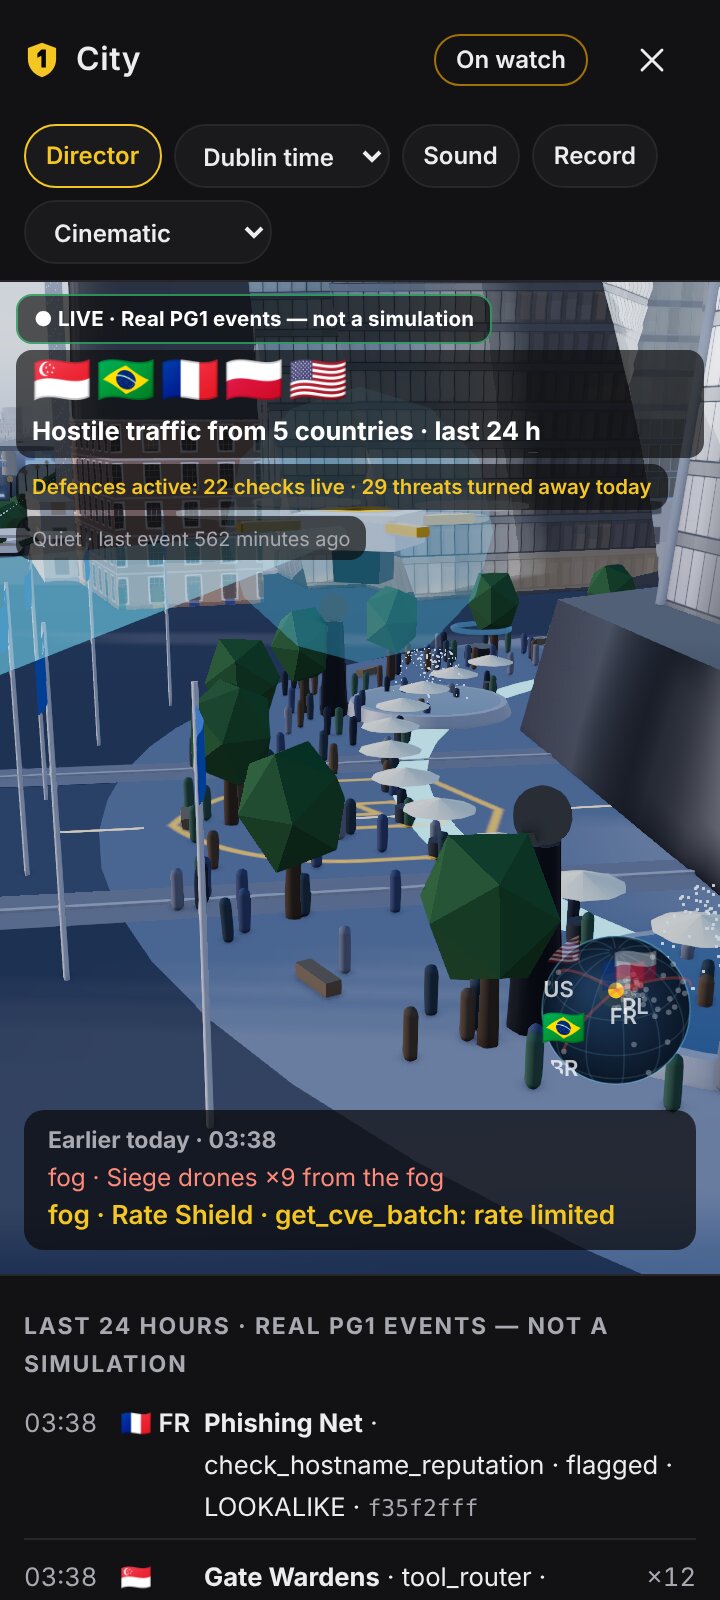 1 City
On watch
Director
Dublin time
Sound
Record
Cinematic
LIVE · Real PG1 events — not a simulation
Hostile traffic from 5 countries · last 24 h
Defences active: 22 checks live · 29 threats turned away today
Quiet · last event 562 minutes ago
US
PL
FR
BR
Earlier today · 03:38
fog · Siege drones ×9 from the fog
fog · Rate Shield · get_cve_batch: rate limited
LAST 24 HOURS · REAL PG1 EVENTS — NOT A
SIMULATION
03:38 FR Phishing Net ·
check_hostname_reputation · flagged ·
LOOKALIKE · f35f2fff
03:38 Gate Wardens · tool_router · ×12